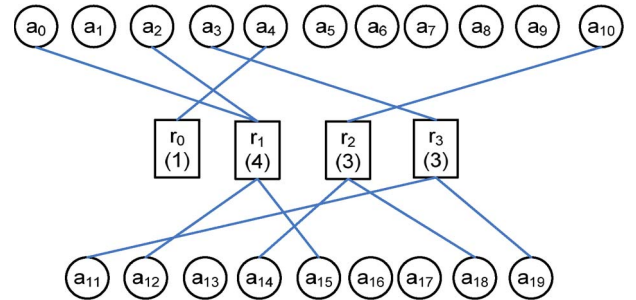 a₀ a₁ a₂ a₃ a₄ a₅ a₆ a₇ a₈ a₉ a₁₀
r₀ r₁ r₂ r₃
(1) (4) (3) (3)
a₁₁ a₁₂ a₁₃ a₁₄ a₁₅ a₁₆ a₁₇ a₁₈ a₁₉